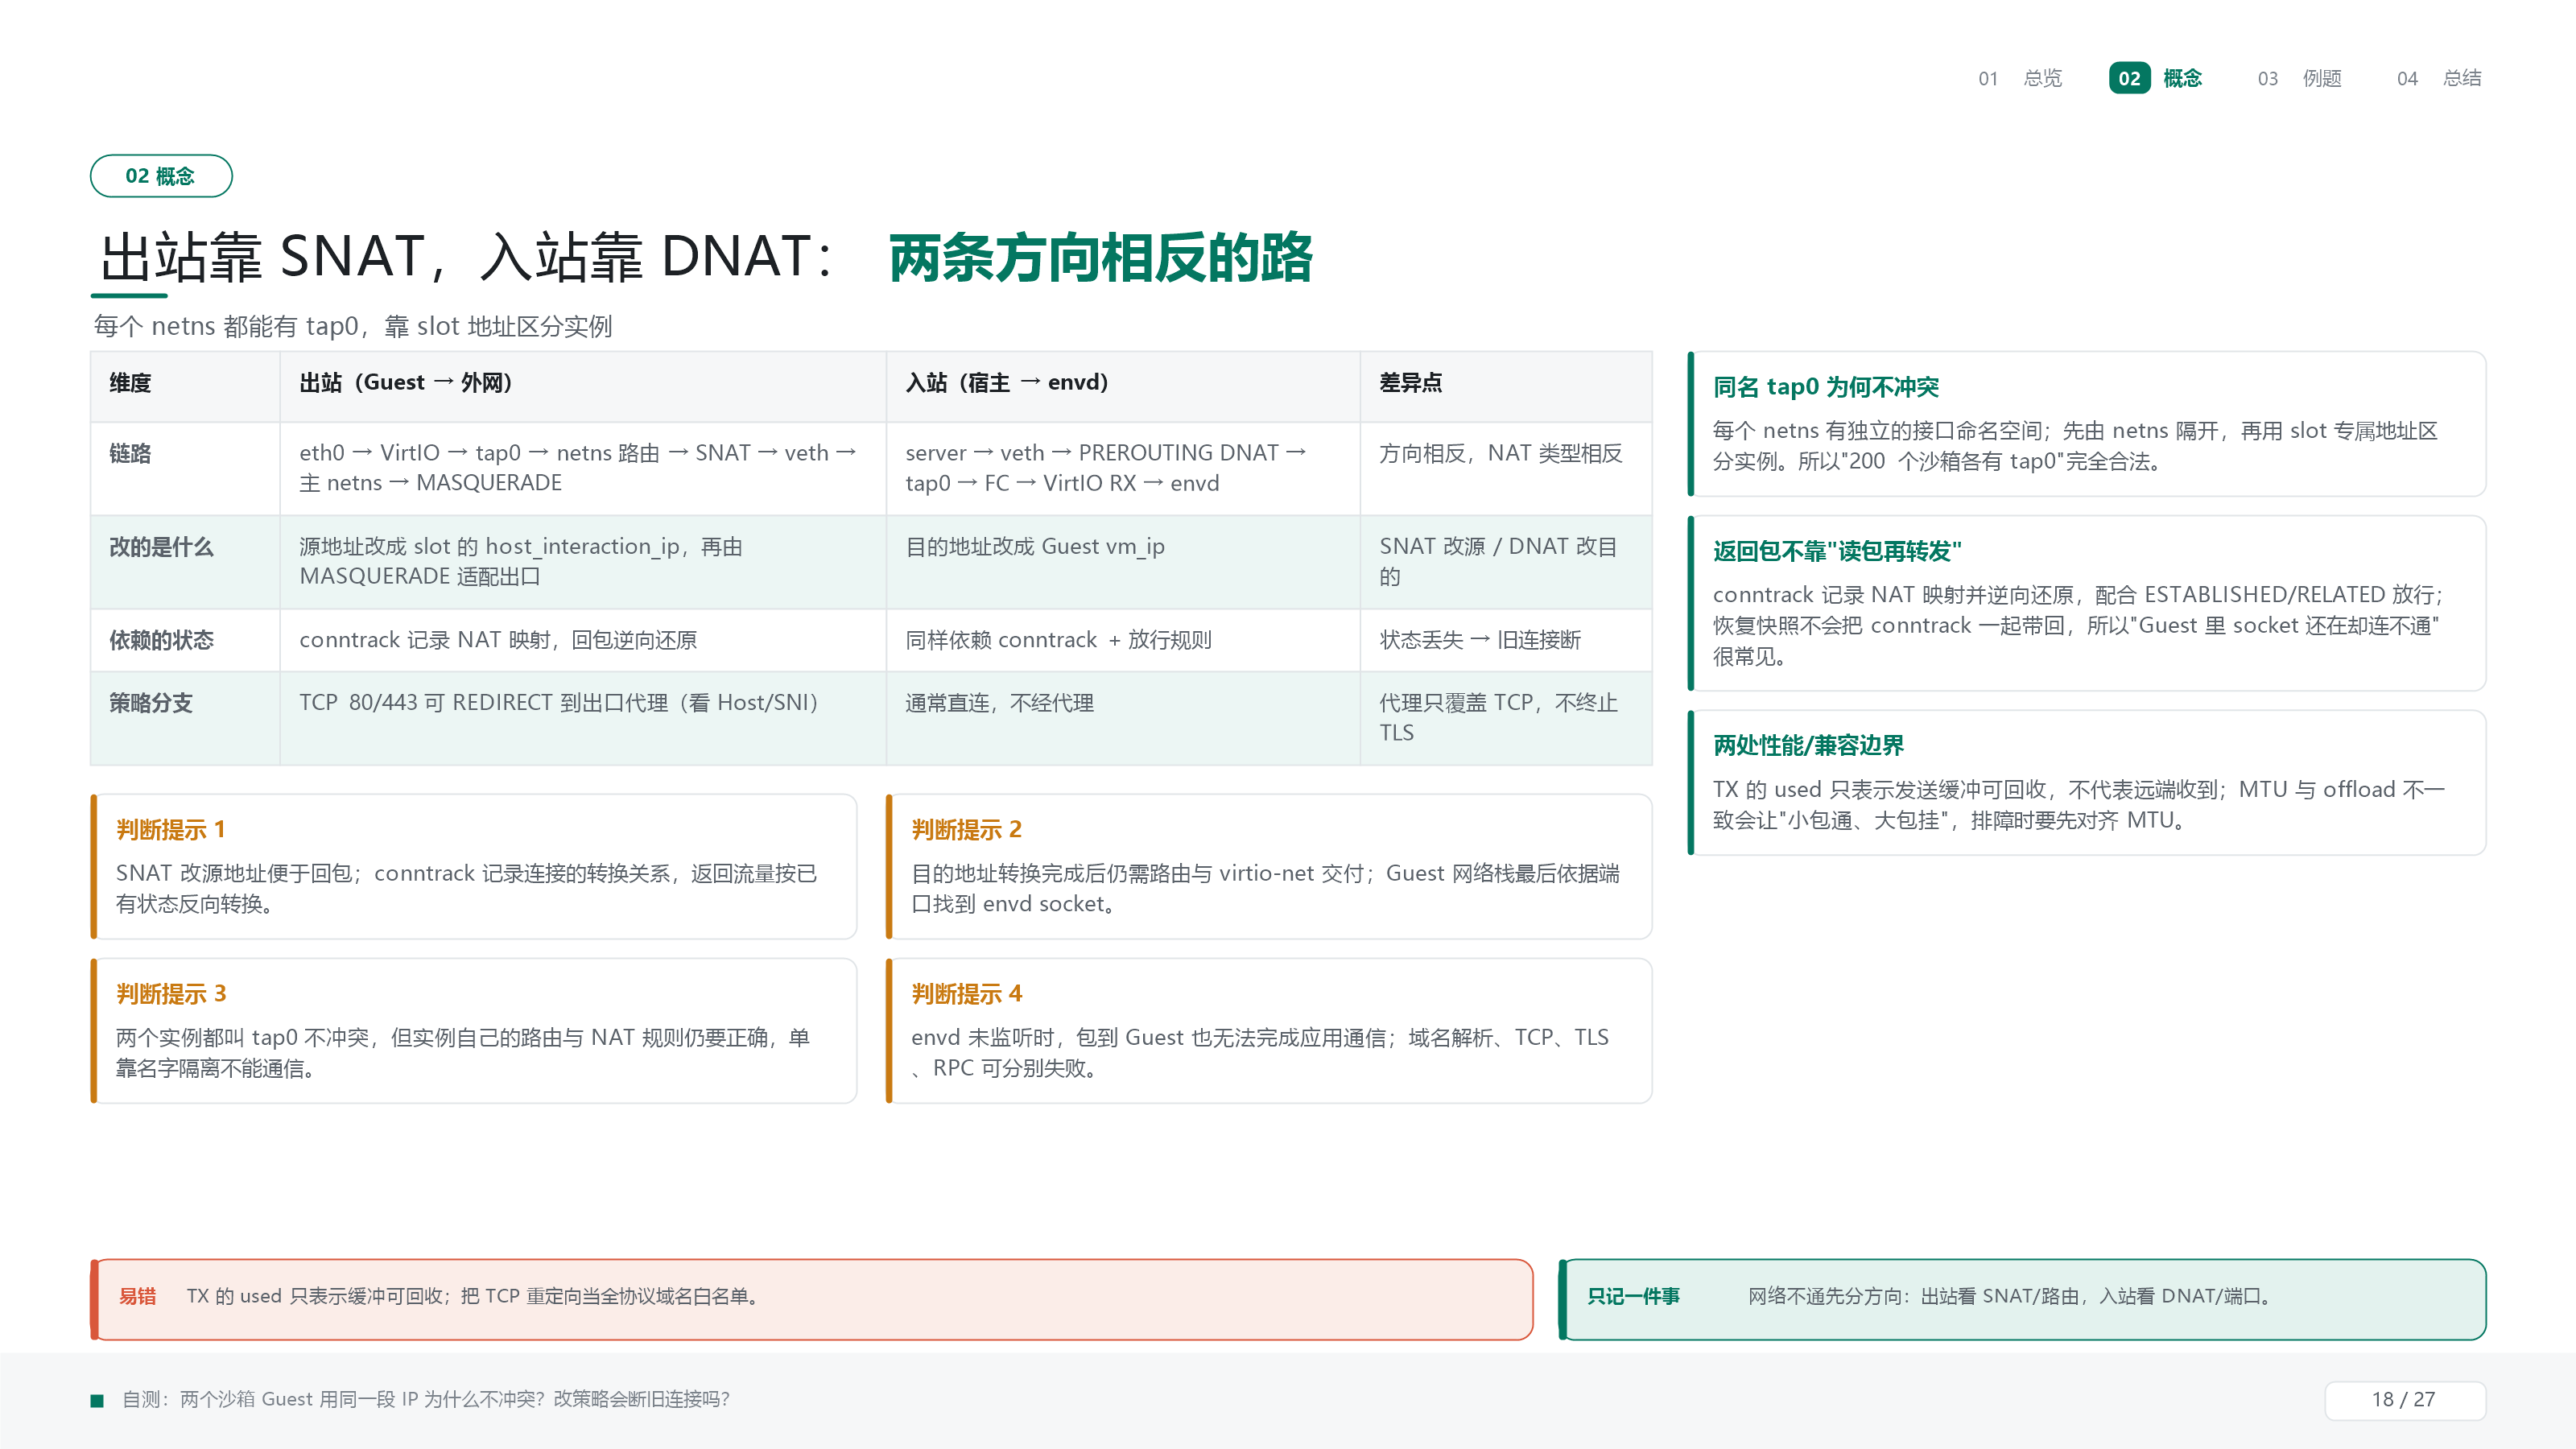 01 总览 02 概念 03 例题 04 总结
02 概念
出站靠 SNAT，入站靠 DNAT： 两条方向相反的路
每个 netns 都能有 tap0，靠 slot 地址区分实例
维度 出站（Guest → 外网） 入站（宿主 → envd） 差异点
链路
eth0 → VirtIO → tap0 → netns 路由 → SNAT → veth →
主 netns → MASQUERADE
server → veth → PREROUTING DNAT →
tap0 → FC → VirtIO RX → envd
方向相反，NAT 类型相反
改的是什么
源地址改成 slot 的 host_interaction_ip，再由
MASQUERADE 适配出口
目的地址改成 Guest vm_ip
SNAT 改源 / DNAT 改目
的
依赖的状态
conntrack 记录 NAT 映射，回包逆向还原
同样依赖 conntrack + 放行规则
状态丢失 → 旧连接断
策略分支
TCP 80/443 可 REDIRECT 到出口代理（看 Host/SNI）
通常直连，不经代理
代理只覆盖 TCP，不终止
TLS
同名 tap0 为何不冲突
每个 netns 有独立的接口命名空间；先由 netns 隔开，再用 slot 专属地址区
分实例。所以"200 个沙箱各有 tap0"完全合法。
返回包不靠"读包再转发"
conntrack 记录 NAT 映射并逆向还原，配合 ESTABLISHED/RELATED 放行；
恢复快照不会把 conntrack 一起带回，所以"Guest 里 socket 还在却连不通"
很常见。
两处性能/兼容边界
TX 的 used 只表示发送缓冲可回收，不代表远端收到；MTU 与 offload 不一
致会让"小包通、大包挂"，排障时要先对齐 MTU。
判断提示 1
SNAT 改源地址便于回包；conntrack 记录连接的转换关系，返回流量按已
有状态反向转换。
判断提示 2
目的地址转换完成后仍需路由与 virtio-net 交付；Guest 网络栈最后依据端
口找到 envd socket。
判断提示 3
两个实例都叫 tap0 不冲突，但实例自己的路由与 NAT 规则仍要正确，单
靠名字隔离不能通信。
判断提示 4
envd 未监听时，包到 Guest 也无法完成应用通信；域名解析、TCP、TLS
、RPC 可分别失败。
易错 TX 的 used 只表示缓冲可回收；把 TCP 重定向当全协议域名白名单。
只记一件事 网络不通先分方向：出站看 SNAT/路由，入站看 DNAT/端口。
自测：两个沙箱 Guest 用同一段 IP 为什么不冲突？改策略会断旧连接吗？
18 / 27